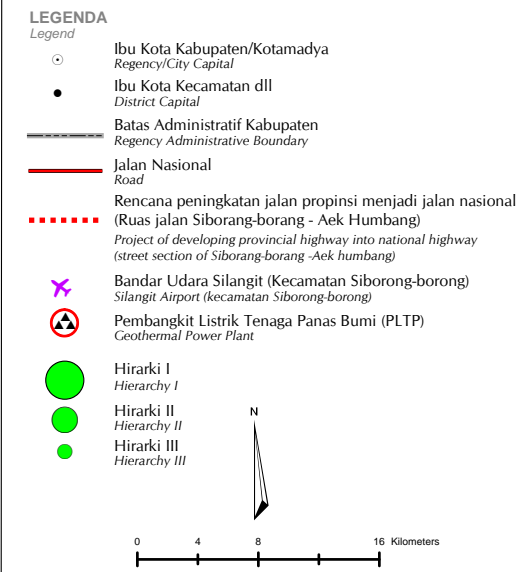 LEGENDA
Legend
Ibu Kota Kabupaten/Kotamadya
Regency/City Capital
Ibu Kota Kecamatan dll
District Capital
Batas Administratif Kabupaten
Regency Administrative Boundary
Jalan Nasional
Road
Rencana peningkatan jalan propinsi menjadi jalan nasional
(Ruas jalan Siborang-borang - Aek Humbang)
Project of developing provincial highway into national highway
(street section of Siborang-borang -Aek humbang)
Bandar Udara Silangit (Kecamatan Siborong-borong)
Silangit Airport (kecamatan Siborong-borong)
Pembangkit Listrik Tenaga Panas Bumi (PLTP)
Geothermal Power Plant
Hirarki I
Hierarchy I
Hirarki II
Hierarchy II
Hirarki III
Hierarchy III
N
0 4 8 16 Kilometers